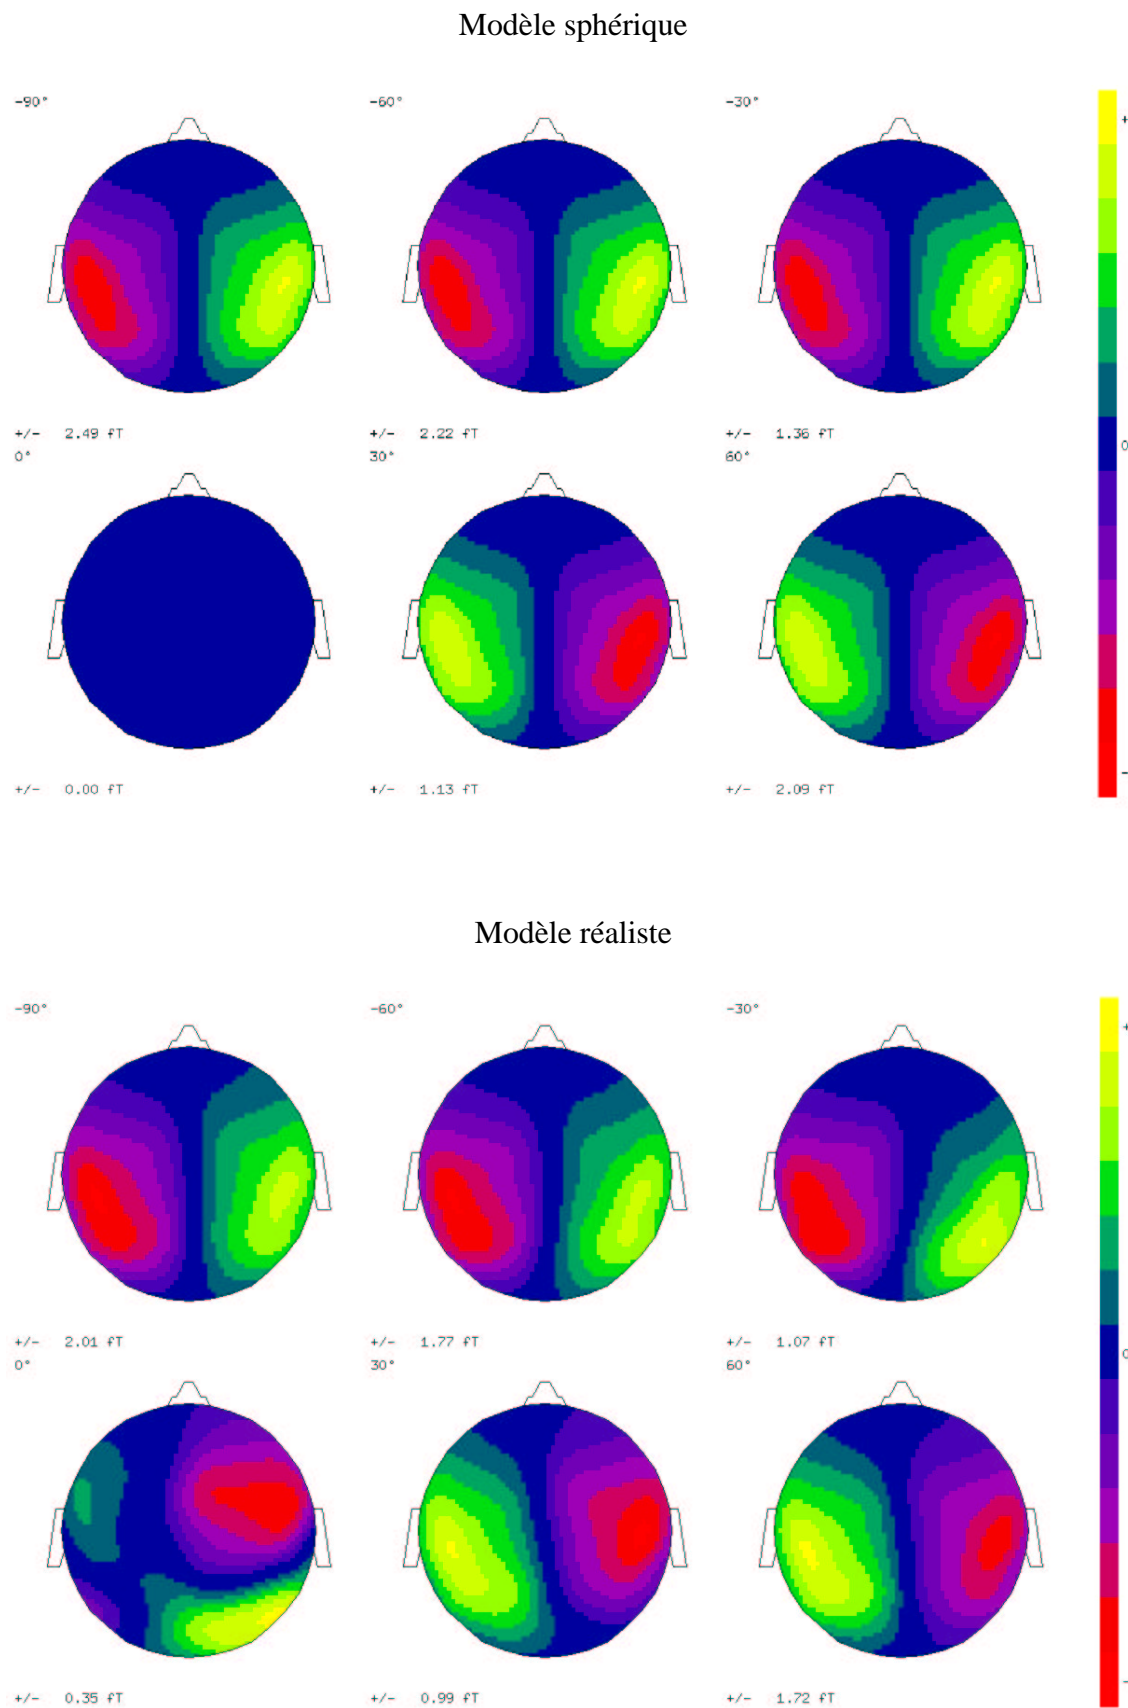 Modèle sphérique
-90° -60° -30°
+
+/- 2.49 fT +/- 2.22 fT +/- 1.36 fT
0
0° 30° 60°
-
+/- 0.00 fT +/- 1.13 fT +/- 2.09 fT
Modèle réaliste
-90° -60° -30°
+
+/- 2.01 fT +/- 1.77 fT +/- 1.07 fT
0
0° 30° 60°
-
+/- 0.35 fT +/- 0.99 fT +/- 1.72 fT